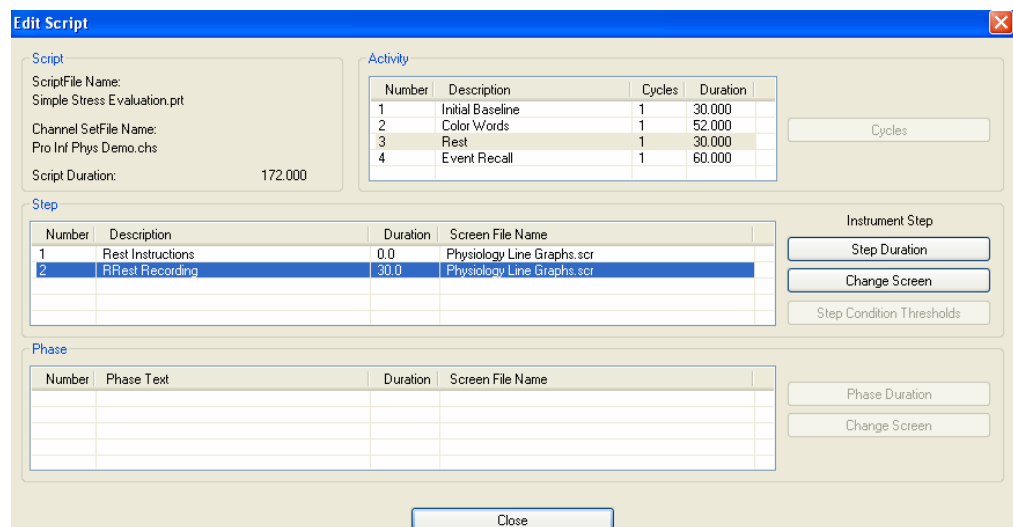 Edit Script
Script
ScriptFile Name:
Simple Stress Evaluation.prt
Channel SetFile Name:
Pro Inf Phys Demo.chs
Script Duration: 172.000
Activity
Number Description Cycles Duration
1 Initial Baseline 1 30.000
2 Color Words 1 52.000
3 Rest 1 30.000
4 Event Recall 1 60.000
Cycles
Step
Number Description Duration Screen File Name
1 Rest Instructions 0.0 Physiology Line Graphs.scr
2 RRest Recording 30.0 Physiology Line Graphs.scr
Instrument Step
Step Duration
Change Screen
Step Condition Thresholds
Phase
Number Phase Text Duration Screen File Name
Phase Duration
Change Screen
Close